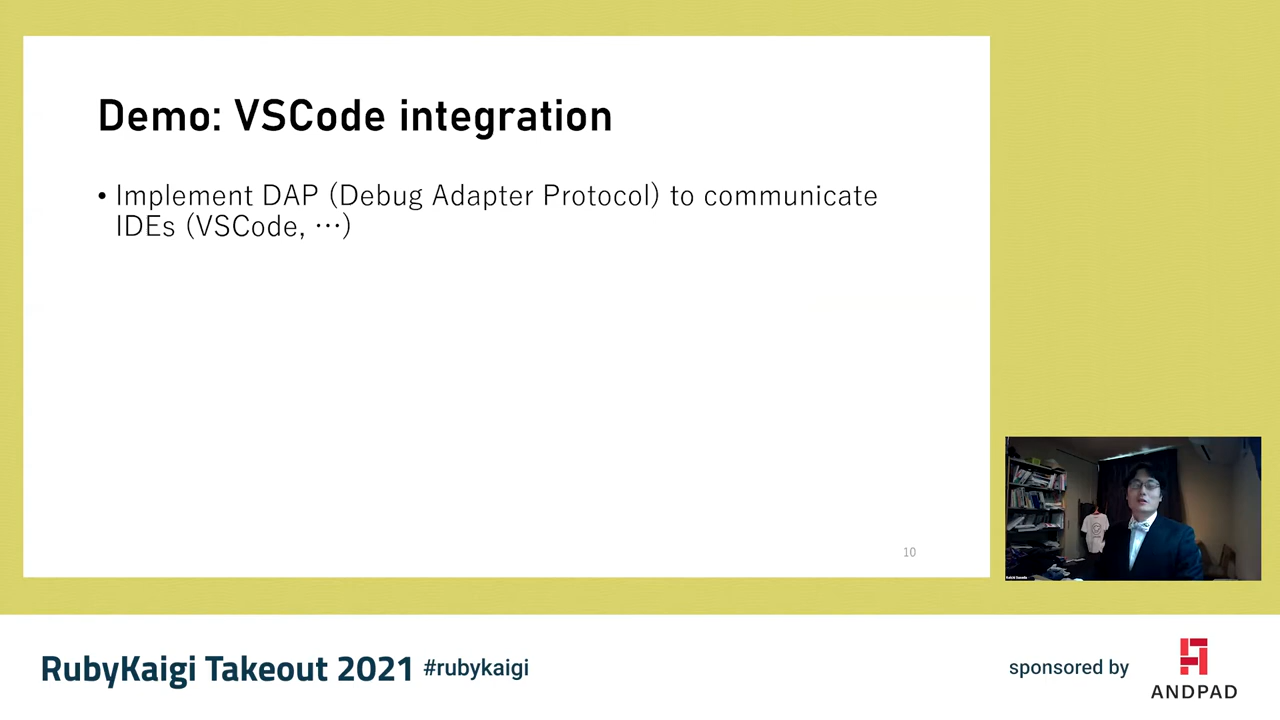 Demo: VSCode integration
• Implement DAP (Debug Adapter Protocol) to communicate
IDEs (VSCode, …)
10
RubyKaigi Takeout 2021 #rubykaigi
sponsored by
ANDPAD